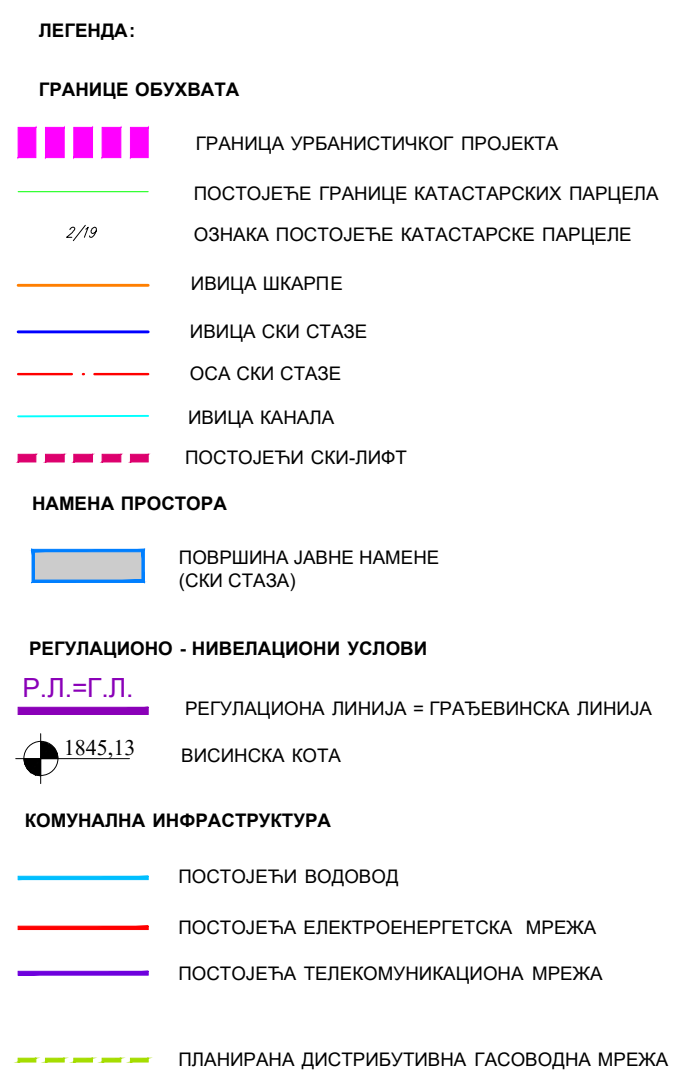 ЛЕГЕНДА:
ГРАНИЦЕ ОБУХВАТА
ГРАНИЦА УРБАНИСТИЧКОГ ПРОЈЕКТА
ПОСТОЈЕЋЕ ГРАНИЦЕ КАТАСТАРСКИХ ПАРЦЕЛА
2/19 ОЗНАКА ПОСТОЈЕЋЕ КАТАСТАРСКЕ ПАРЦЕЛЕ
ИВИЦА ШКАРПЕ
ИВИЦА СКИ СТАЗЕ
ОСА СКИ СТАЗЕ
ИВИЦА КАНАЛА
ПОСТОЈЕЋИ СКИ-ЛИФТ
НАМЕНА ПРОСТОРА
ПОВРШИНА ЈАВНЕ НАМЕНЕ
(СКИ СТАЗА)
РЕГУЛАЦИОНО - НИВЕЛАЦИОНИ УСЛОВИ
Р.Л.=Г.Л.
РЕГУЛАЦИОНА ЛИНИЈА = ГРАЂЕВИНСКА ЛИНИЈА
1845,13 ВИСИНСКА КОТА
КОМУНАЛНА ИНФРАСТРУКТУРА
ПОСТОЈЕЋИ ВОДОВОД
ПОСТОЈЕЋА ЕЛЕКТРОЕНЕРГЕТСКА МРЕЖА
ПОСТОЈЕЋА ТЕЛЕКОМУНИКАЦИОНА МРЕЖА
ПЛАНИРАНА ДИСТРИБУТИВНА ГАСОВОДНА МРЕЖА